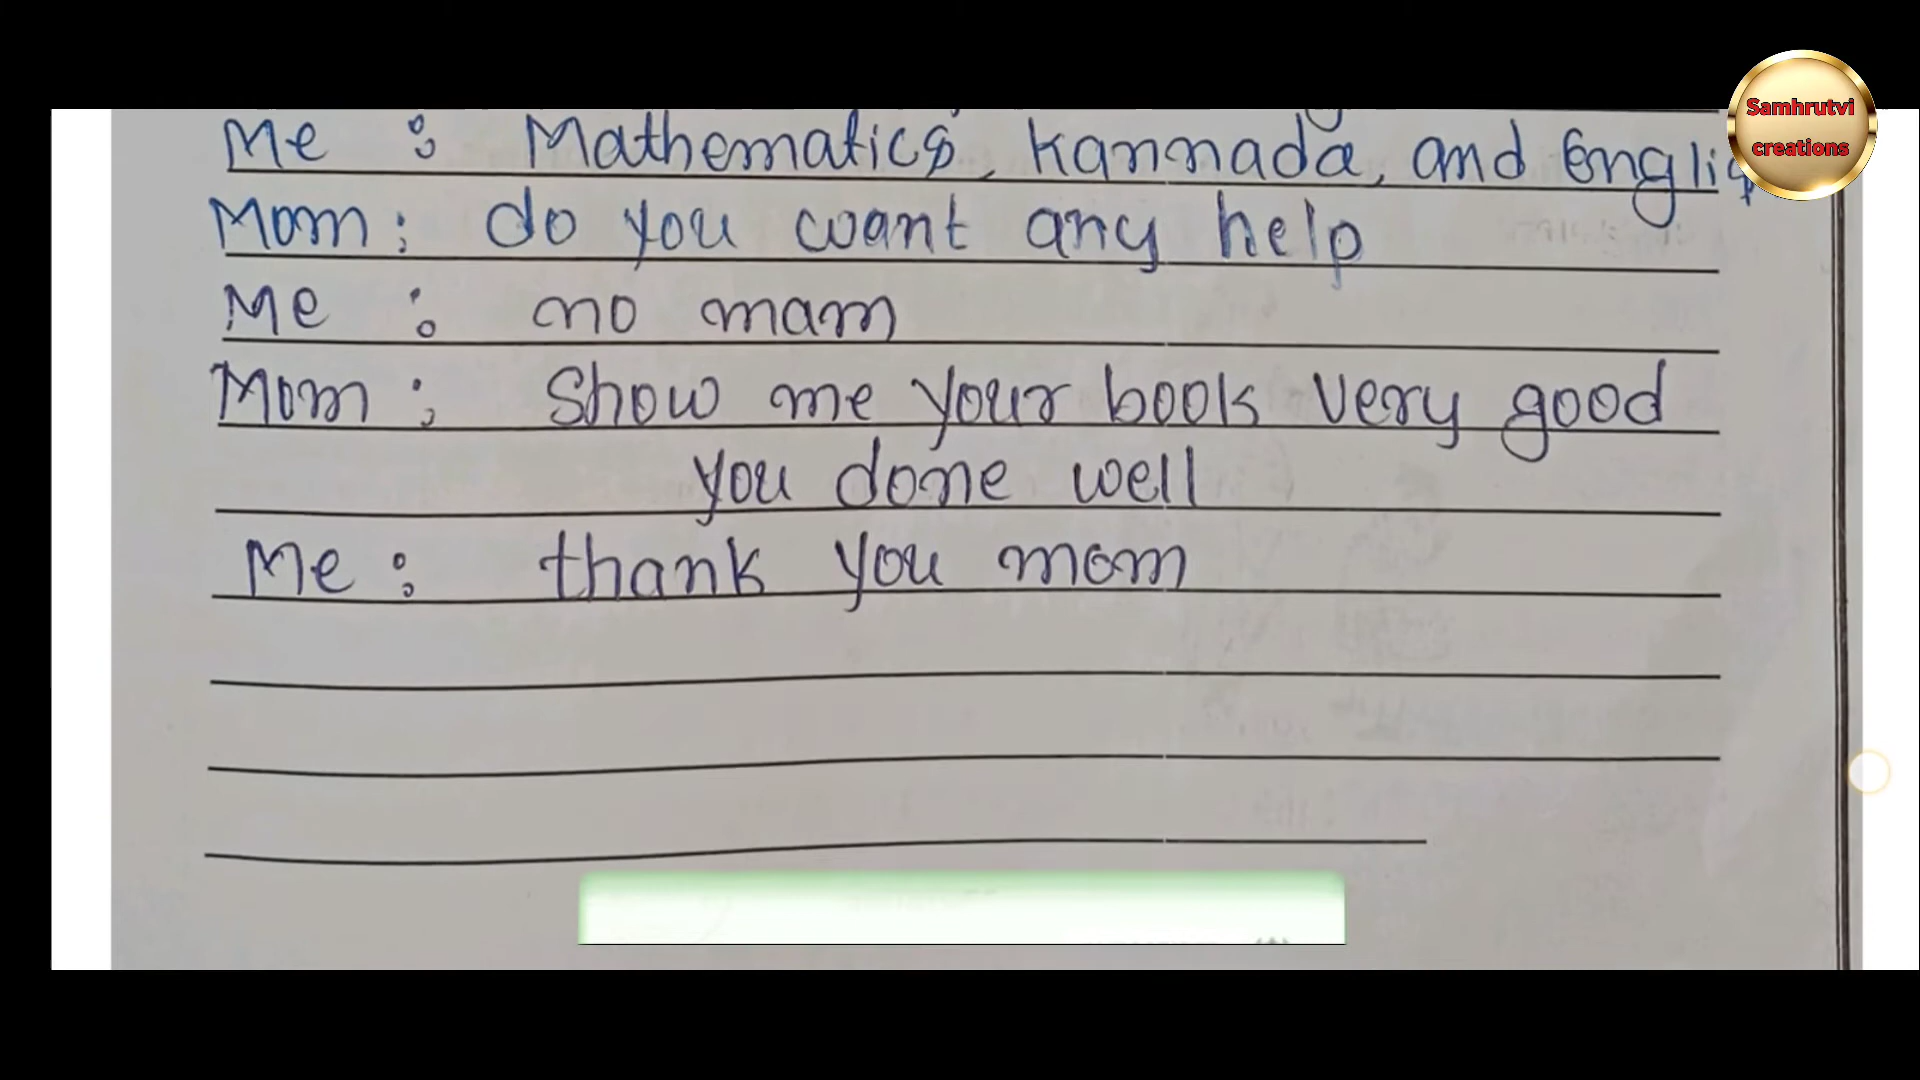 Me : Mathematics, Kannada, and
Mom : do you want any help
Me : no mam
Mom : Show me your book very good
you done well
Me : thank you mom
Samhrutvi
creations